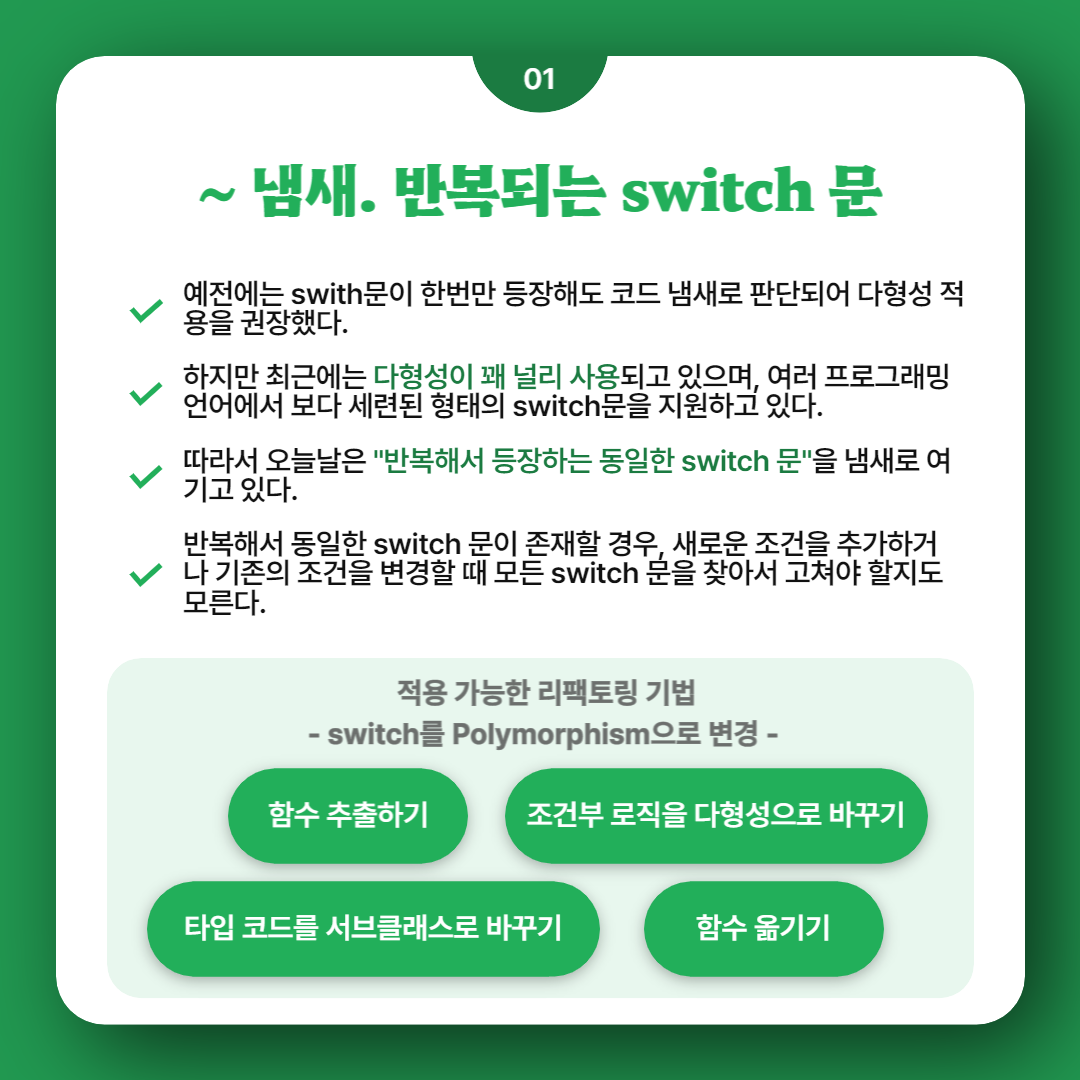 01
~ 냄새. 반복되는 switch 문
예전에는 swith문이 한번만 등장해도 코드 냄새로 판단되어 다형성 적
용을 권장했다.
하지만 최근에는 다형성이 꽤 널리 사용되고 있으며, 여러 프로그래밍
언어에서 보다 세련된 형태의 switch문을 지원하고 있다.
따라서 오늘날은 "반복해서 등장하는 동일한 switch 문"을 냄새로 여
기고 있다.
반복해서 동일한 switch 문이 존재할 경우, 새로운 조건을 추가하거
나 기존의 조건을 변경할 때 모든 switch 문을 찾아서 고쳐야 할지도
모른다.
적용 가능한 리팩토링 기법
- switch를 Polymorphism으로 변경 -
함수 추출하기
조건부 로직을 다형성으로 바꾸기
타입 코드를 서브클래스로 바꾸기
함수 옮기기